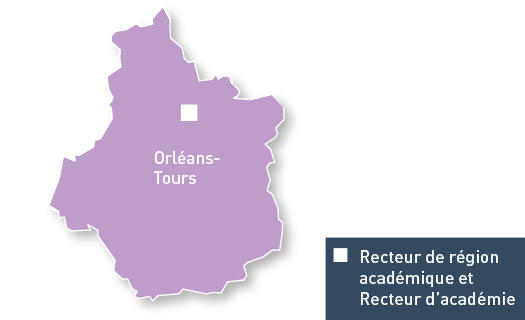 Orléans-
Tours
Recteur de région
académique et
Recteur d'académie